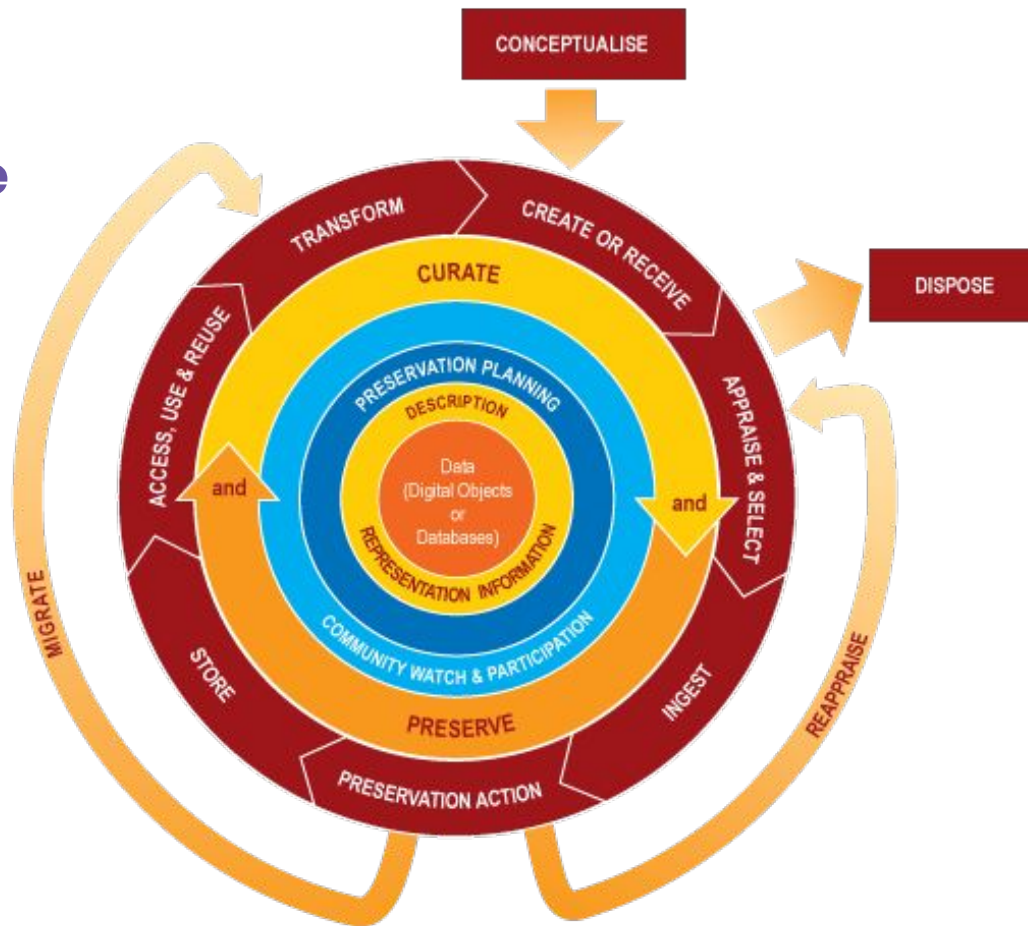 CONCEPTUALISE
e
TRANSFORM
CREATE OR RECEIVE
DISPOSE
CURATE
ACCESS, USE & REUSE
PRESERVATION PLANNING
DESCRIPTION
APPRAISE & SELECT
and
Data
(Digital Objects
or
Databases)
and
REPRESENTATION INFORMATION
MIGRATE
COMMUNITY WATCH & PARTICIPATION
STORE
INGEST
REAPPRAISE
PRESERVE
PRESERVATION ACTION